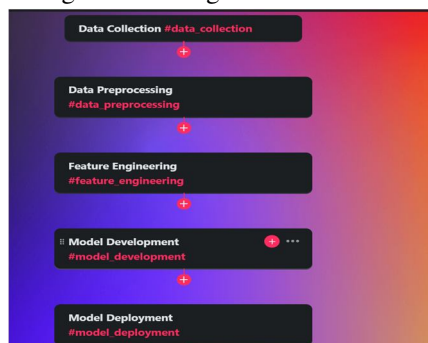 Data Collection #data_collection
Data Preprocessing
#data_preprocessing
Feature Engineering
#feature_engineering
Model Development
#model_development
Model Deployment
#model_deployment